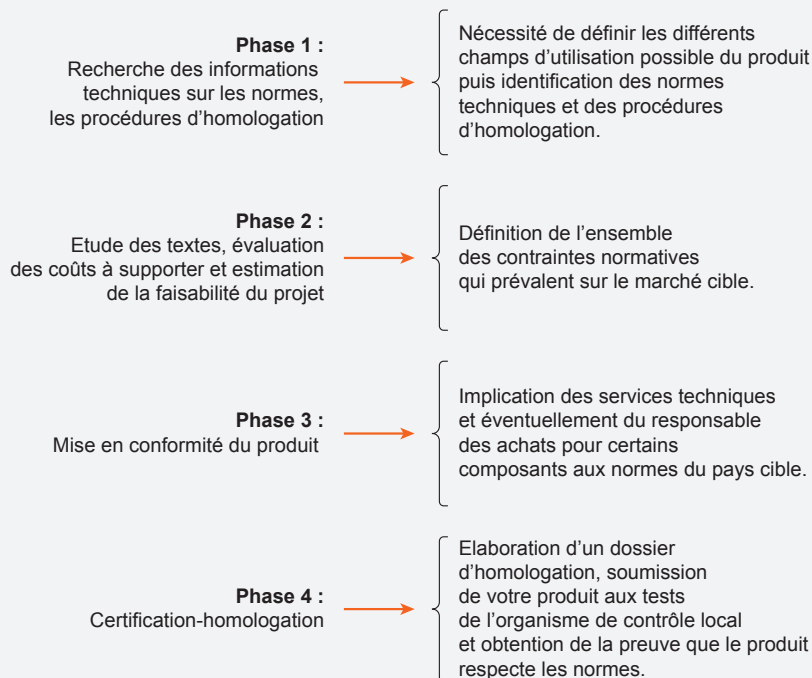 Phase 1 :
Recherche des informations
techniques sur les normes,
les procédures d’homologation
Nécessité de définir les différents
champs d’utilisation possible du produit
puis identification des normes
techniques et des procédures
d’homologation.
Phase 2 :
Etude des textes, évaluation
des coûts à supporter et estimation
de la faisabilité du projet
Définition de l’ensemble
des contraintes normatives
qui prévalent sur le marché cible.
Phase 3 :
Mise en conformité du produit
Implication des services techniques
et éventuellement du responsable
des achats pour certains
composants aux normes du pays cible.
Phase 4 :
Certification-homologation
Elaboration d’un dossier
d’homologation, soumission
de votre produit aux tests
de l’organisme de contrôle local
et obtention de la preuve que le produit
respecte les normes.